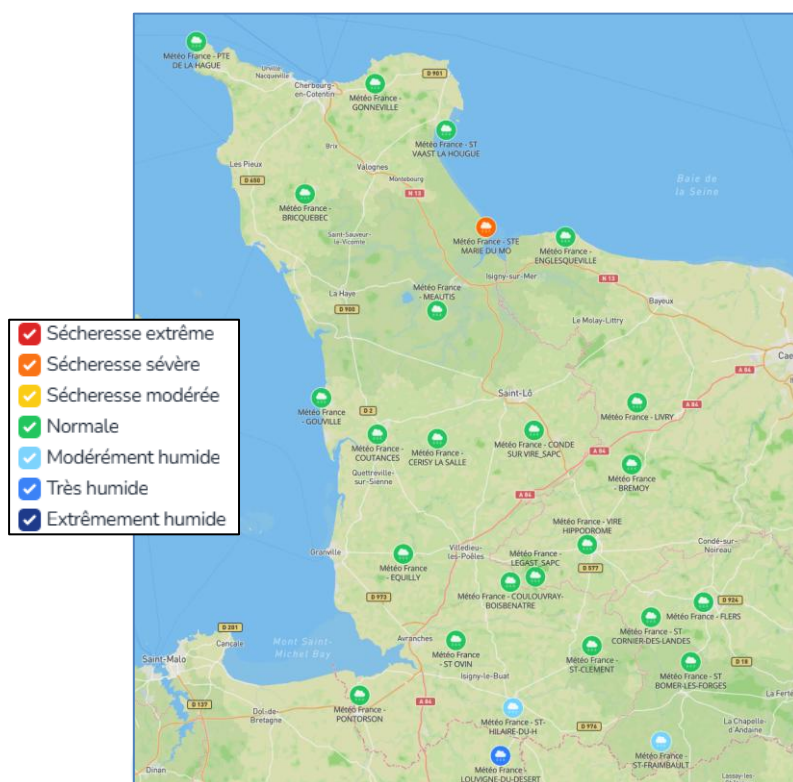 Météo France - PTE
DE LA HAGUE
Urville
Nacqueville
Cherbourg-
en-Cotentin
D 901
Météo France -
GONNEVILLE
Météo France - ST
VAAST LA HOUGUE
Brix
Les Pieux
Valognes
Montebourg
D 650
N 13
Baie de
la Seine
Météo France -
BRICQUEBEC
Saint-Sauveur-
le-Vicomte
Météo France - STE
MARIE DU MO
Météo France -
ENGLESQUEVILLE
Isigny-sur-Mer
N 13
Météo France
- MEAUTIS
La Haye
D 900
Bayeux
Le Molay-Littry
Sécheresse extrême
Sécheresse sévère
Sécheresse modérée
Normale
Modérément humide
Très humide
Extrêmement humide
Cae
A 84
Saint-Lô
Météo France
- GOUVILLE
D 2
Météo France - LIVRY
A 84
Météo France -
COUTANCES
Météo France -
CERISY LA SALLE
Météo France - CONDE
SUR VIRE_SAPC
Quettreville-
sur-Sienne
Météo France
- BREMOY
A 84
Météo France - VIRE
HIPPODROME
Condé-sur-
Noireau
Granville
Villedieu-
les-Poêles
Météo France
- EQUILLY
Météo France -
LEGAST_SAPC
D 577
Météo France - COULOUVRAY-
BOISBENATRE
D 973
D 924
Météo France - FLERS
D 201
Cancale
Mont Saint-
Michel Bay
Avranches
Météo France - ST
CORNIER-DES-LANDES
Saint-Malo
Météo France
- ST OVIN
Météo France -
ST-CLEMENT
Météo France - ST
BOMER-LES-FORGES
D 18
Isigny-le-Buat
La Ferté
D 137
Dol-de-
Bretagne
Météo France -
PONTORSON
A 84
Météo France - ST-
HILAIRE-DU-H
D 976
La Chapelle-
d'Andaine
Dinan
Météo France -
LOUVIGNE-DU-DESERT
Météo France -
ST-FRAIMBAULT
Lassay-les-